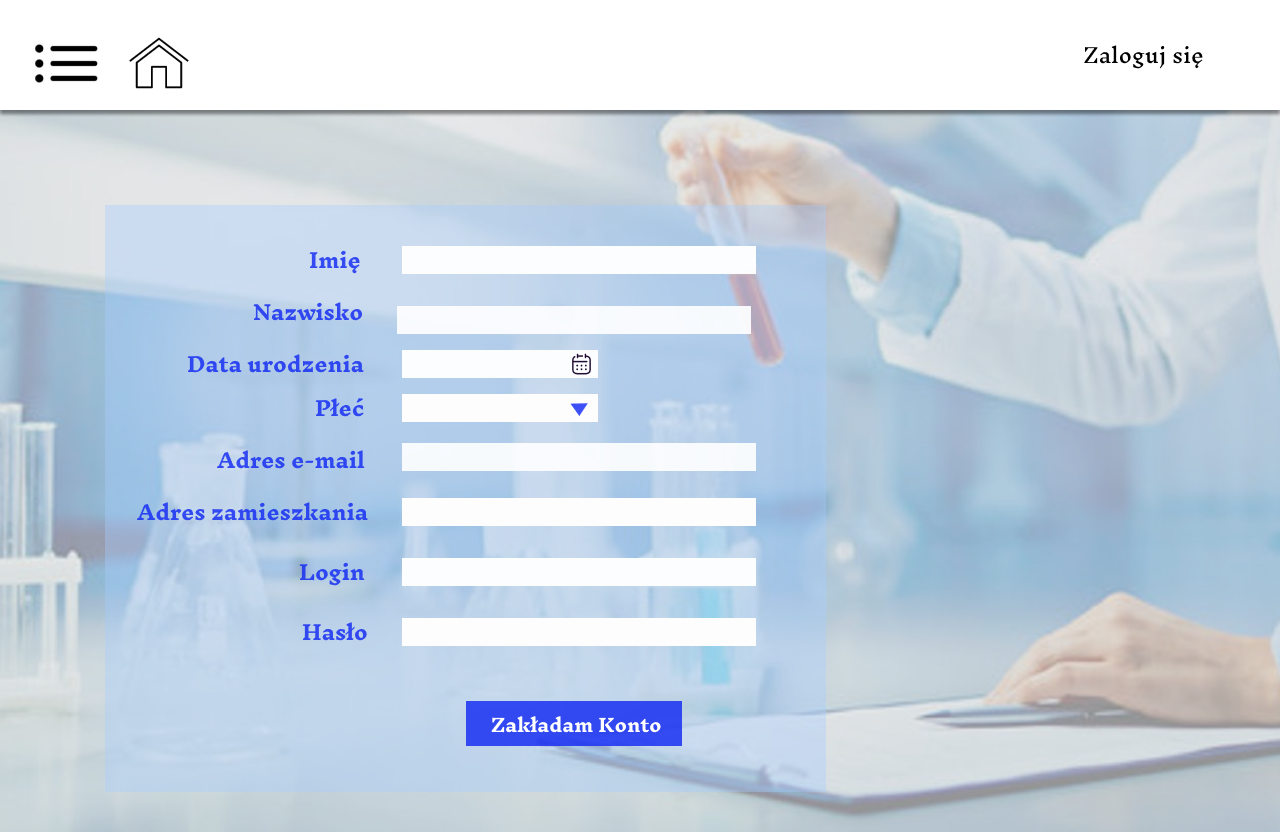 Zaloguj się
Imię
Nazwisko
Data urodzenia
Płeć
Adres e-mail
Adres zamieszkania
Login
Hasło
Zakładam Konto